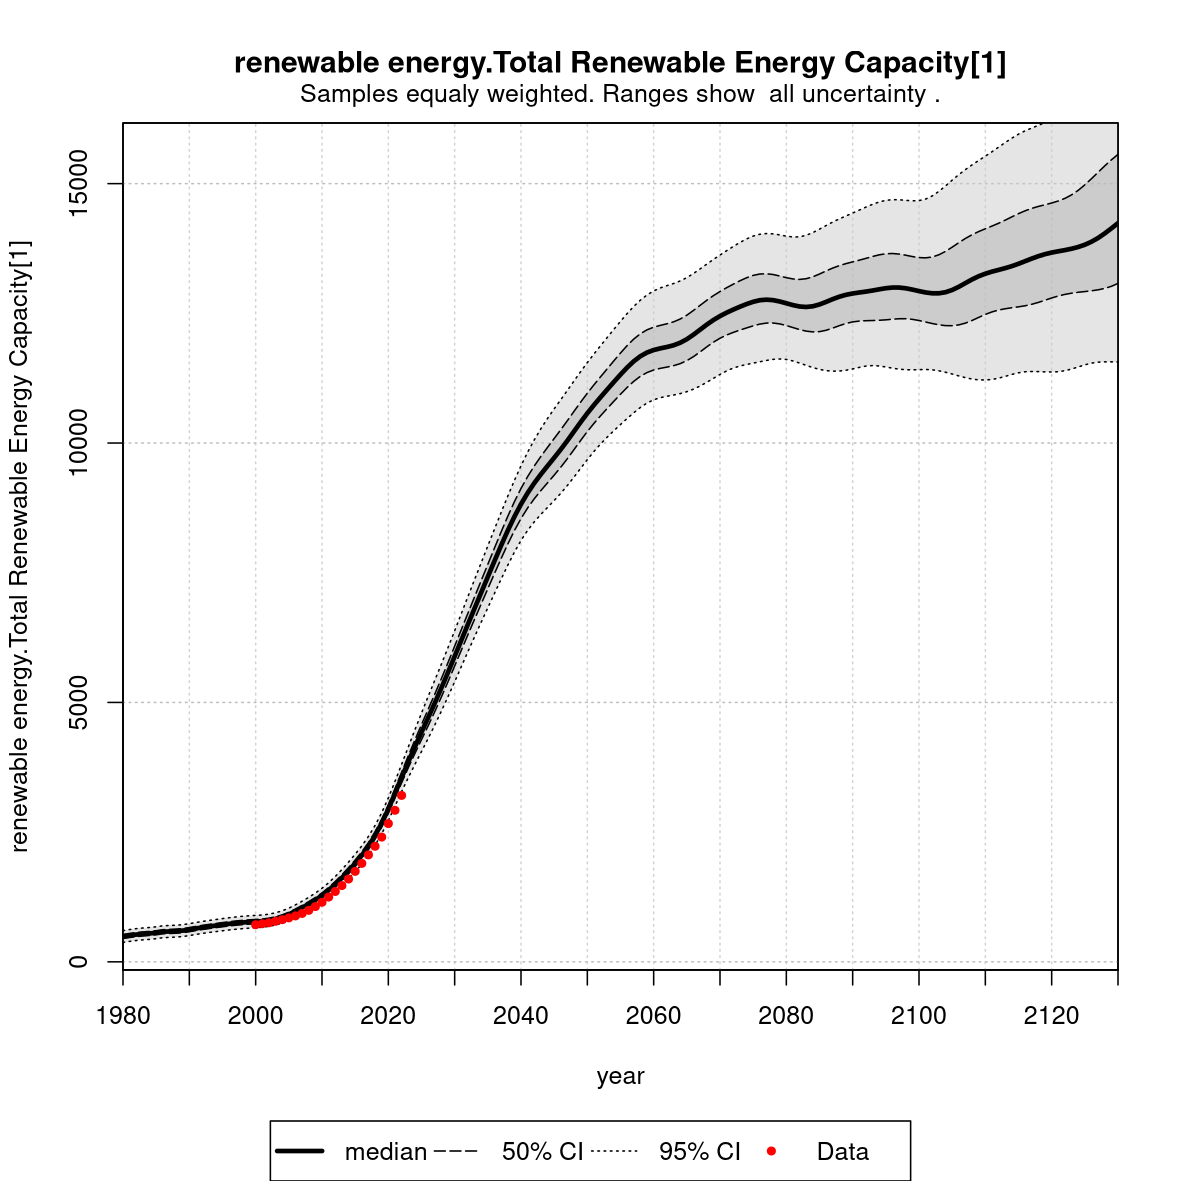 renewable energy.Total Renewable Energy Capacity[1]
Samples equaly weighted. Ranges show  all uncertainty .
renewable energy.Total Renewable Energy Capacity[1]
15000
10000
5000
0
1980 2000 2020 2040 2060 2080 2100 2120
year
median 50% CI 95% CI Data